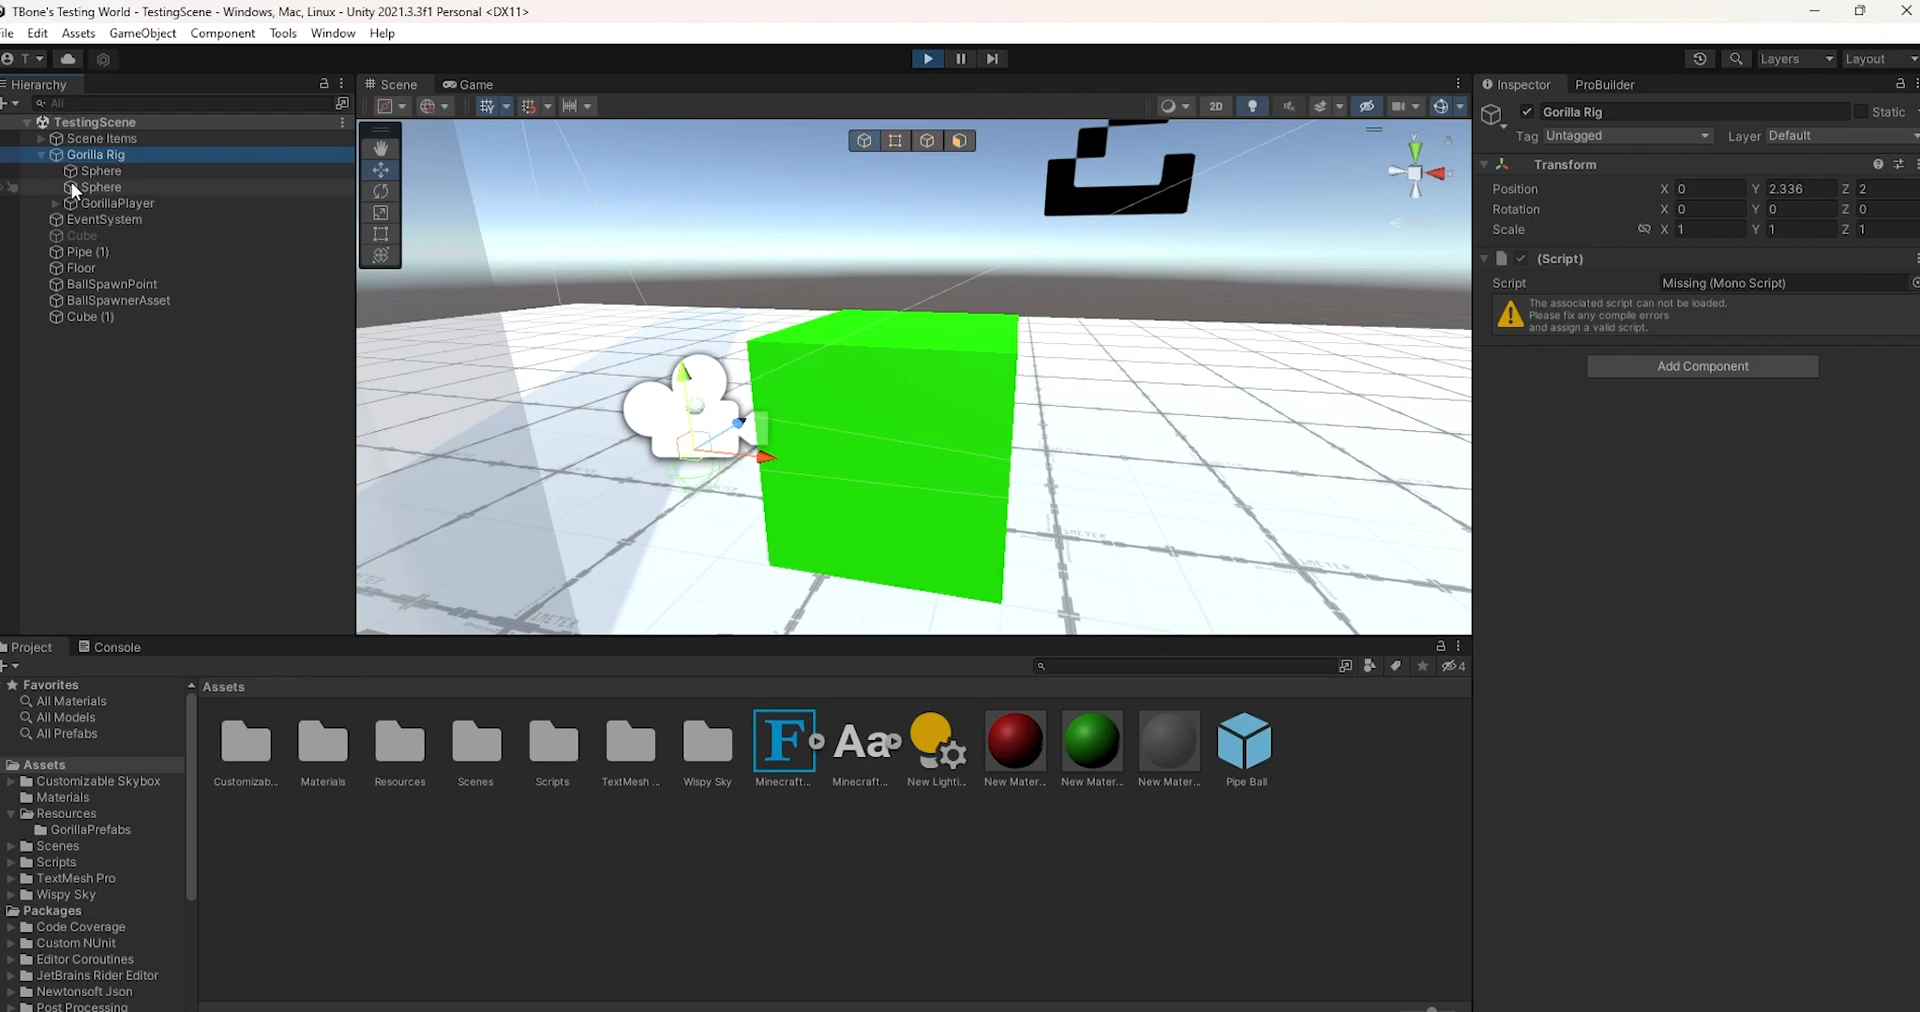 TBone's Testing World - TestingScene - Windows, Mac, Linux - Unity 2021.3.3f1 Personal <DX11>
ile Edit Assets GameObject Component Tools Window Help
T Layers Layout
Hierarchy
All
TestingScene
Scene Items
Gorilla Rig
Sphere
Sphere
GorillaPlayer
EventSystem
Cube
Pipe (1)
Floor
BallSpawnPoint
BallSpawnerAsset
Cube (1)
Scene Game
2D
Y
Inspector ProBuilder
Gorilla Rig Static
Tag Untagged Layer Default
Transform
Position X 0 Y 2.336 Z 2
Rotation X 0 Y 0 Z 0
Scale X 1 Y 1 Z 1
(Script)
Script Missing (Mono Script)
The associated script can not be loaded.
Please fix any compile errors
and assign a valid script.
Add Component
Project Console
4
Favorites
All Materials
All Models
All Prefabs
Assets
Customizable Skybox
Materials
Resources
GorillaPrefabs
Scenes
Scripts
TextMesh Pro
Wispy Sky
Packages
Code Coverage
Custom NUnit
Editor Coroutines
JetBrains Rider Editor
Newtonsoft Json
Post Processing
Assets
F Aa
Customizab... Materials Resources Scenes Scripts TextMesh ... Wispy Sky Minecraft... Minecraft... New Lighti... New Mater... New Mater... New Mater... Pipe Ball